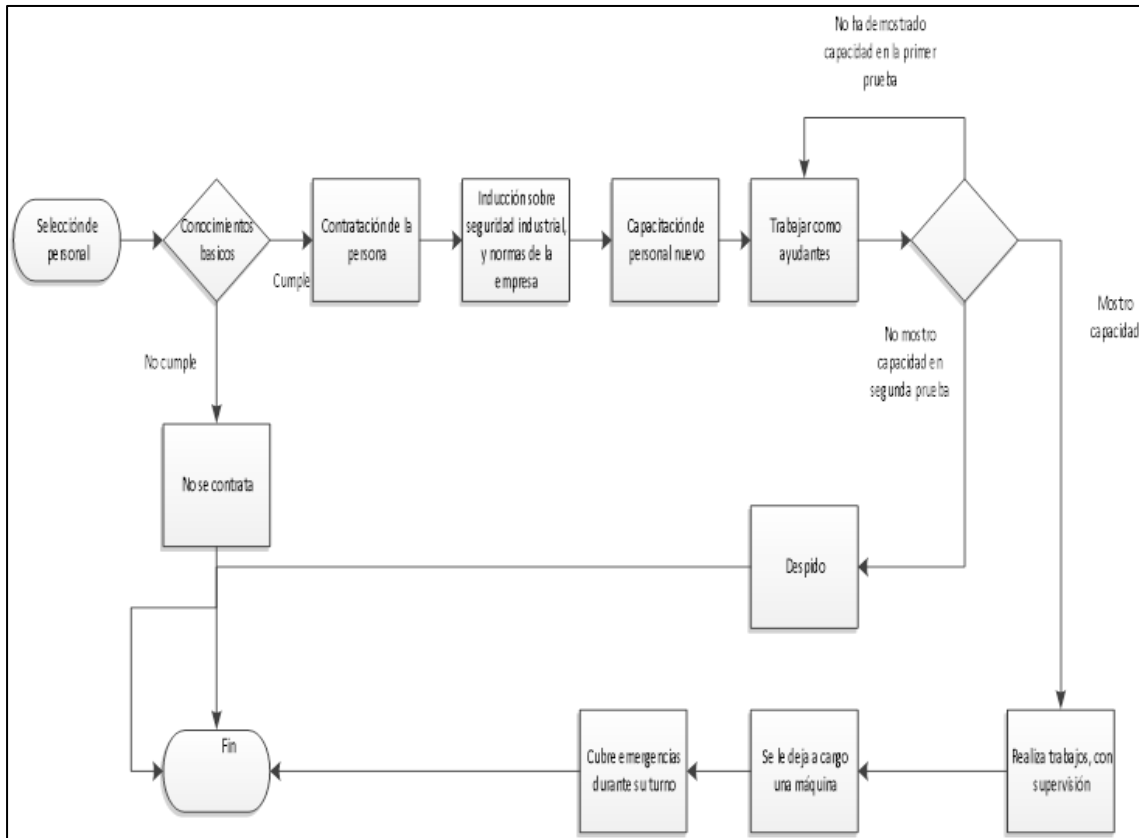 No ha demostrado
capacidad en la primer
prueba
Selección de
personal
Conocimientos
basicos
Cumple
Contratación de la
persona
Inducción sobre
seguridad industrial,
y normas de la
empresa
Capacitación de
personal nuevo
Trabajar como
ayudantes
Mostro
capacidad
No mostro
capacidad en
segunda prueba
No cumple
No se contrata
Despido
Fin
Cubre emergencias
durante su turno
Se le deja a cargo
una máquina
Realiza trabajos, con
supervisión